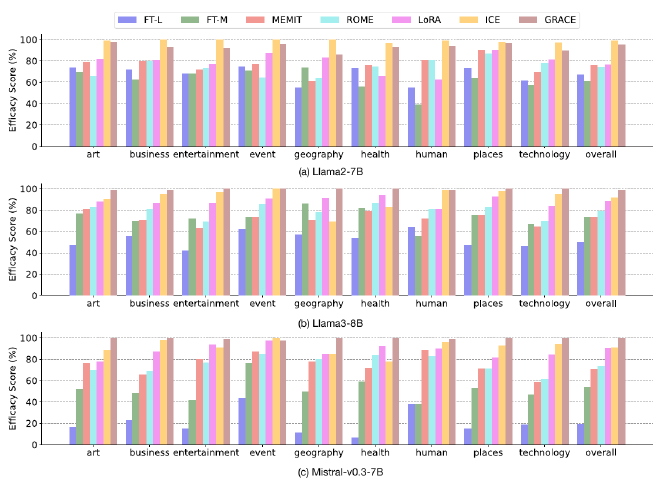 FT-L FT-M MEMIT ROME LoRA ICE GRACE
Efficacy Score (%)
100
80
60
40
20
0
art business entertainment event geography health human places technology overall
(a) Llama2-7B
Efficacy Score (%)
100
80
60
40
20
0
art business entertainment event geography health human places technology overall
(b) Llama3-8B
Efficacy Score (%)
100
80
60
40
20
0
art business entertainment event geography health human places technology overall
(c) Mistral-v0.3-7B